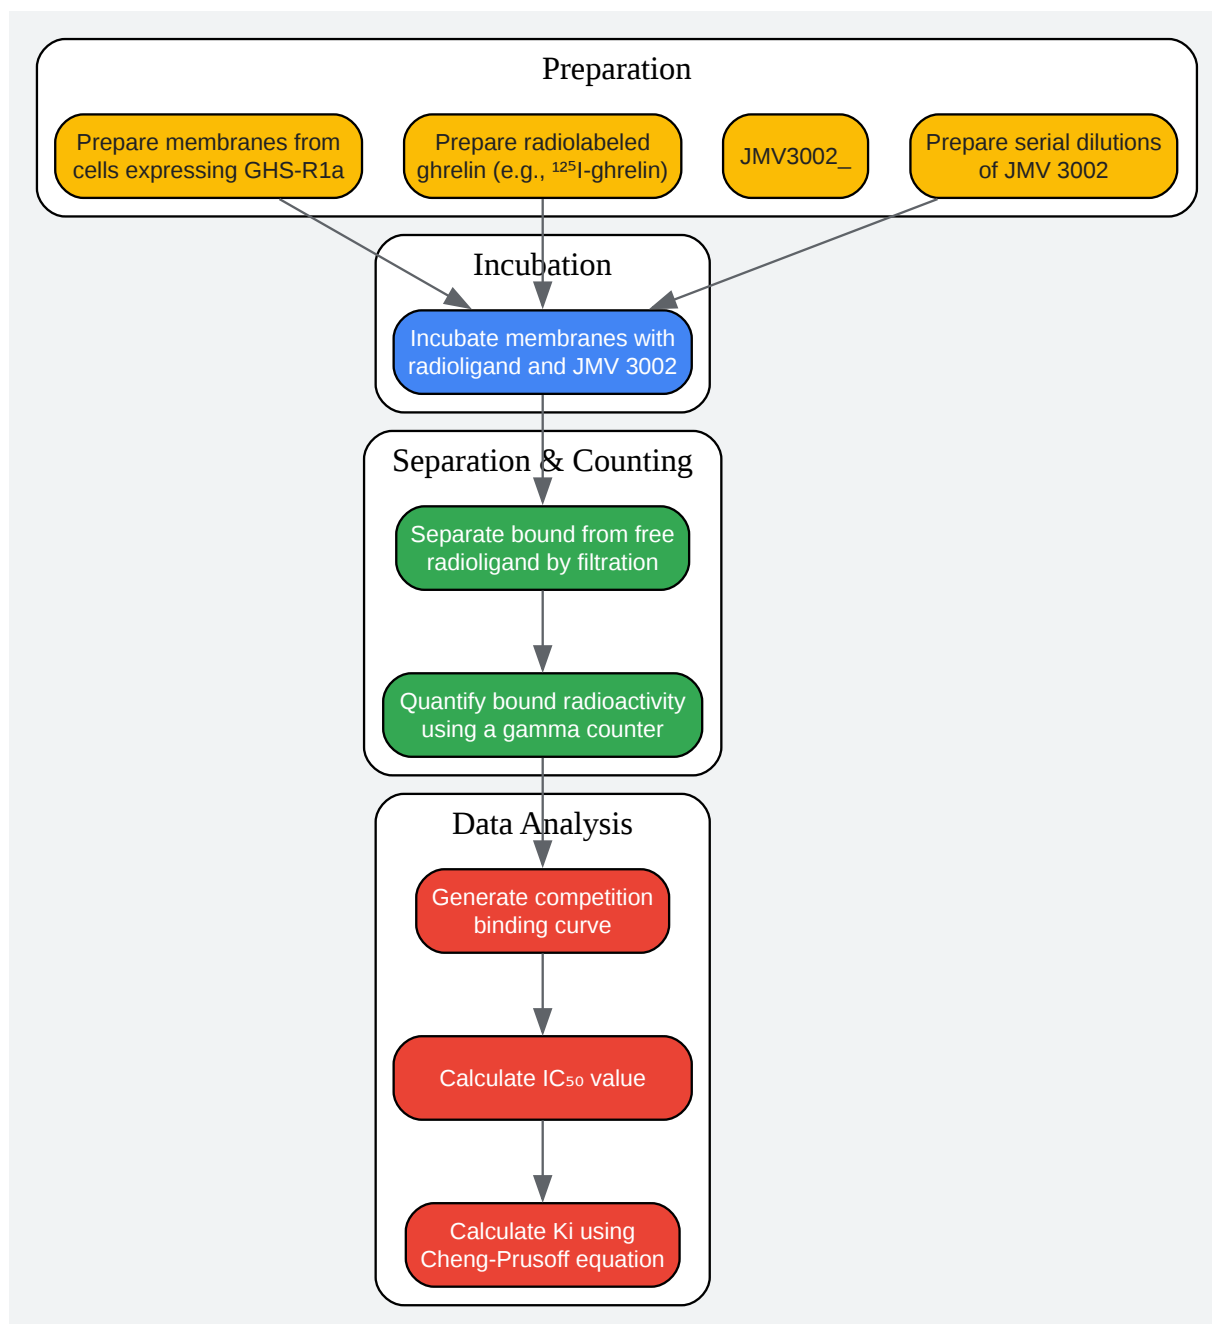 Preparation
Prepare membranes from
cells expressing GHS-R1a
Prepare radiolabeled
ghrelin (e.g., ¹²⁵I-ghrelin)
JMV3002_
Prepare serial dilutions
of JMV 3002
Incubation
Incubate membranes with
radioligand and JMV 3002
Separation & Counting
Separate bound from free
radioligand by filtration
Quantify bound radioactivity
using a gamma counter
Data Analysis
Generate competition
binding curve
Calculate IC₅₀ value
Calculate Ki using
Cheng-Prusoff equation